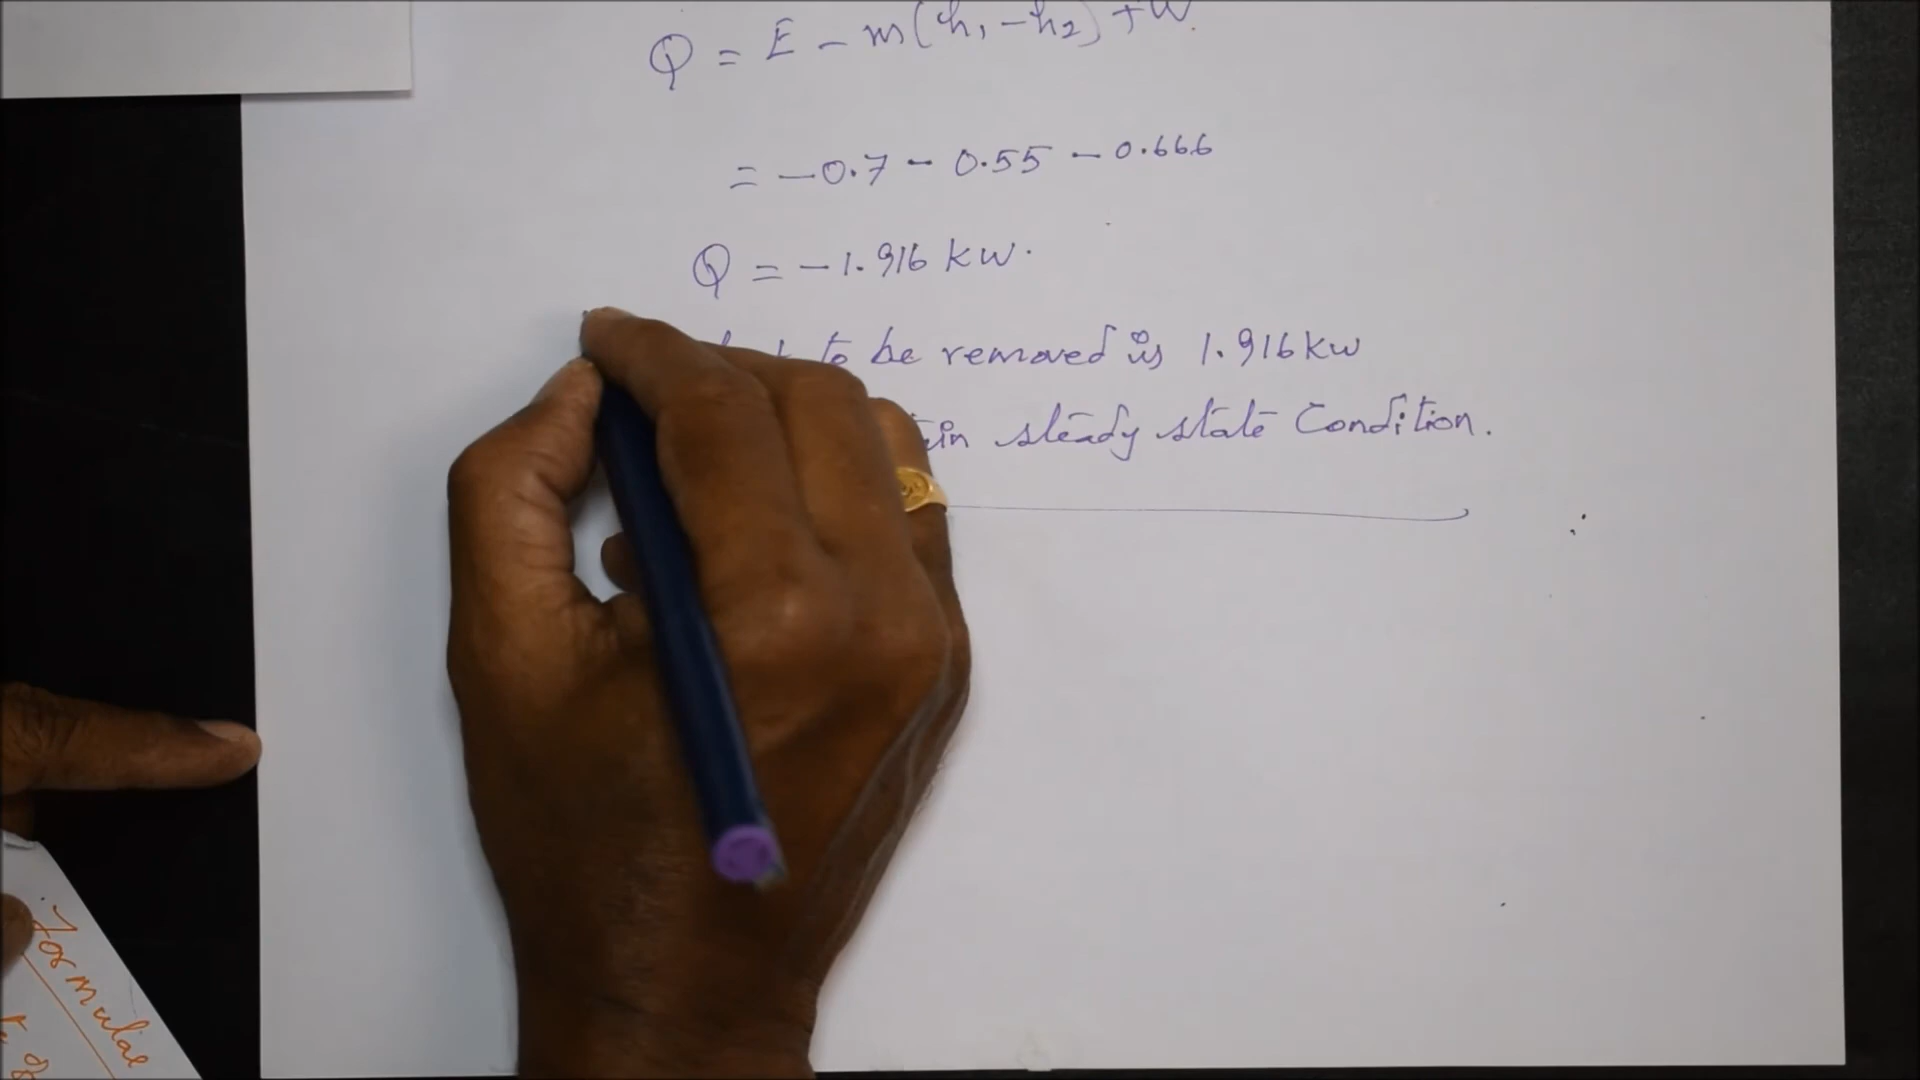 Q = E - m(h₁ - h₂) + W
= -0.7 - 0.55 - 0.666
Q = -1.916 kw.
to be removed is 1.916 kw
steady state Condition.
Formulae